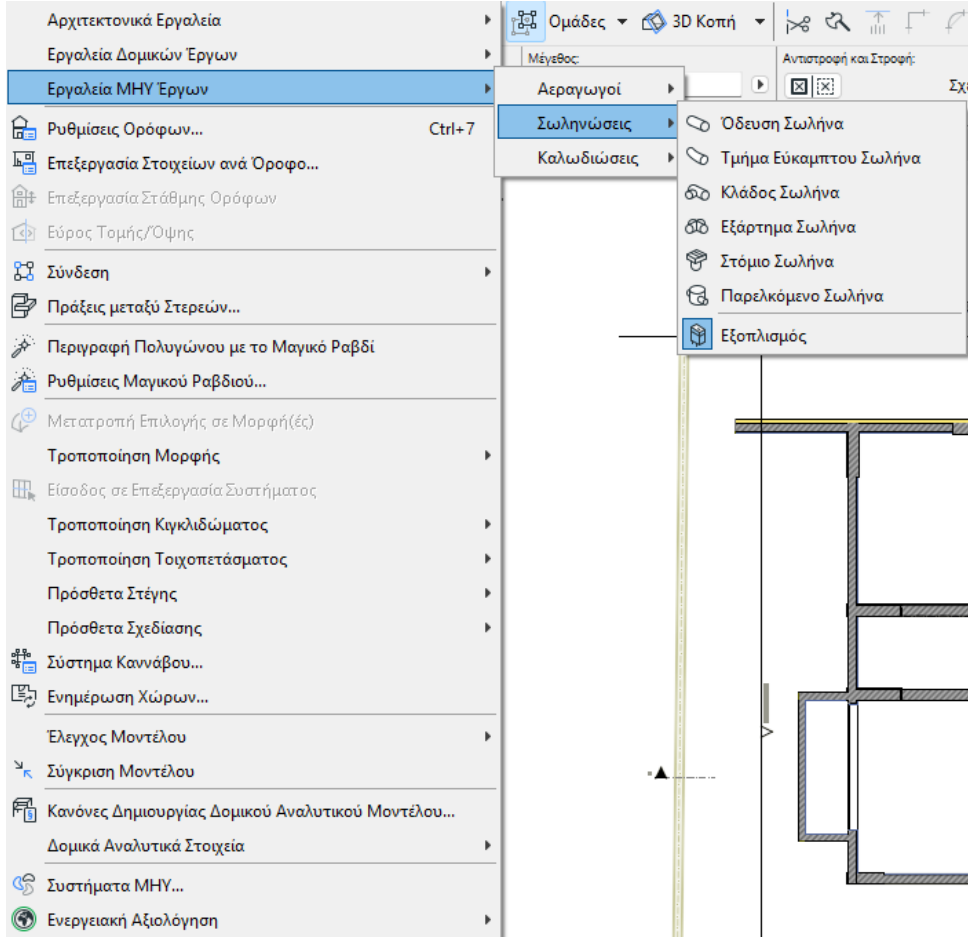 Αρχιτεκτονικά Εργαλεία
Ομάδες
3D Κοπή
Εργαλεία Δομικών Έργων
Μέγεθος:
Αντιστροφή και Στροφή:
Εργαλεία ΜΗΥ Έργων
Αεραγωγοί
Σχε
Σωληνώσεις
Καλωδιώσεις
Όδευση Σωλήνα
Τμήμα Εύκαμπτου Σωλήνα
Κλάδος Σωλήνα
Εξάρτημα Σωλήνα
Στόμιο Σωλήνα
Παρελκόμενο Σωλήνα
Εξοπλισμός
Ρυθμίσεις Ορόφων... Ctrl+7
Επεξεργασία Στοιχείων ανά Όροφο...
Επεξεργασία Στάθμης Ορόφων
Εύρος Τομής/Όψης
Σύνδεση
Πράξεις μεταξύ Στερεών...
Περιγραφή Πολυγώνου με το Μαγικό Ραβδί
Ρυθμίσεις Μαγικού Ραβδιού...
Μετατροπή Επιλογής σε Μορφή(ές)
Τροποποίηση Μορφής
Είσοδος σε Επεξεργασία Συστήματος
Τροποποίηση Κιγκλιδώματος
Τροποποίηση Τοιχοπετάσματος
Πρόσθετα Στέγης
Πρόσθετα Σχεδίασης
Σύστημα Καννάβου...
Ενημέρωση Χώρων...
Έλεγχος Μοντέλου
Σύγκριση Μοντέλου
Κανόνες Δημιουργίας Δομικού Αναλυτικού Μοντέλου...
Δομικά Αναλυτικά Στοιχεία
Συστήματα ΜΗΥ...
Ενεργειακή Αξιολόγηση